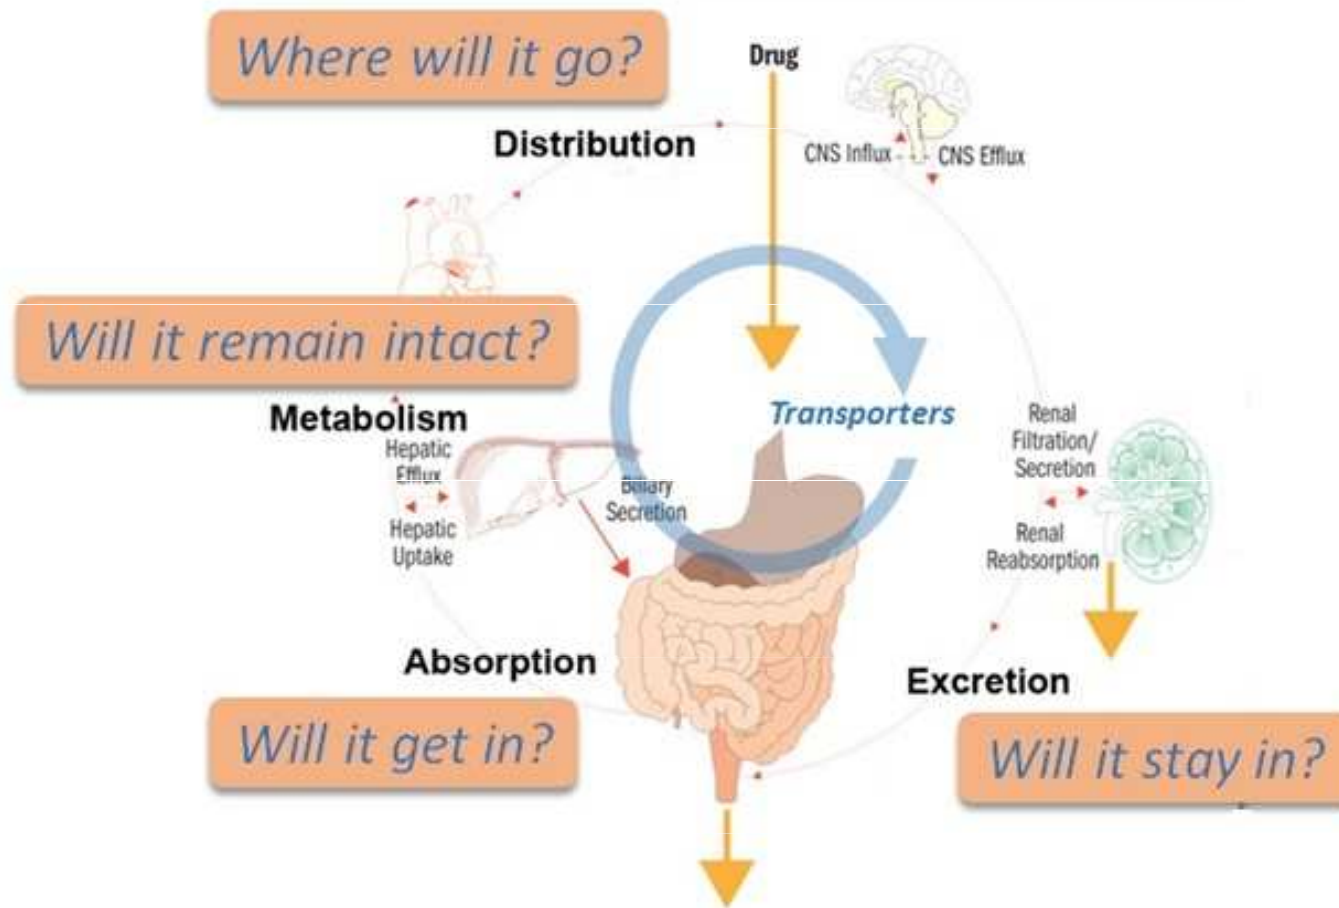 Where will it go?
Drug
Distribution
CNS Influx
CNS Efflux
Will it remain intact?
Metabolism
Transporters
Hepatic
Efflux
Hepatic
Uptake
Biliary
Secretion
Renal
Filtration/
Secretion
Renal
Reabsorption
Absorption
Excretion
Will it get in?
Will it stay in?